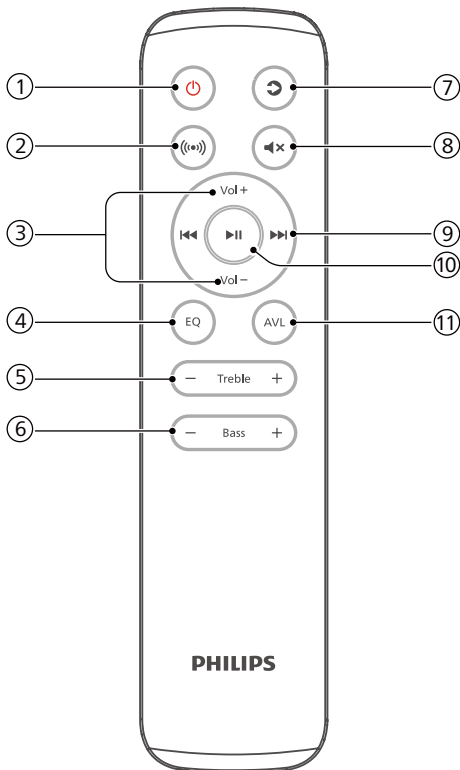 ① ⑦
② ⑧
Vol +
③ ⑨
⑩
Vol −
④ EQ AVL ⑪
⑤ − Treble +
⑥ − Bass +
PHILIPS